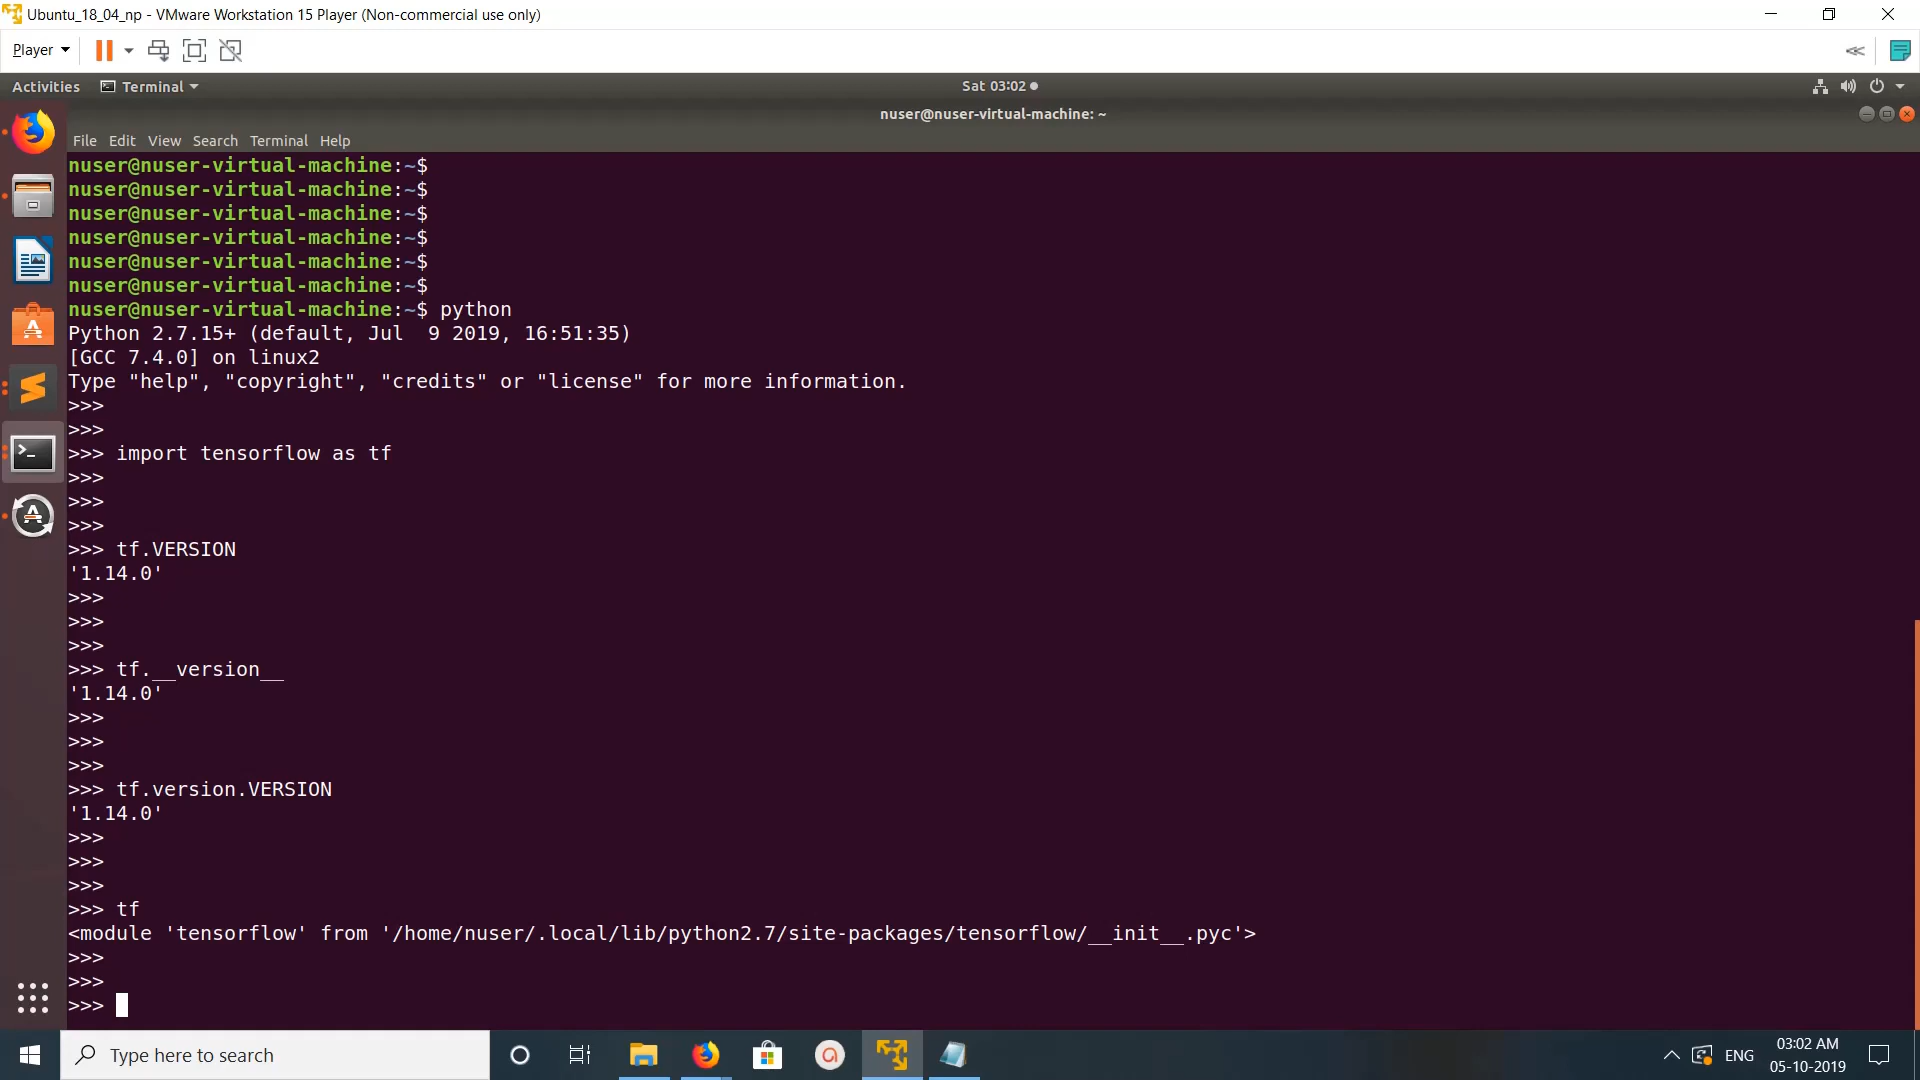 Ubuntu_18_04_np - VMware Workstation 15 Player (Non-commercial use only)
Player
Activities Terminal Sat 03:02
nuser@nuser-virtual-machine: ~
File Edit View Search Terminal Help
nuser@nuser-virtual-machine:~$
nuser@nuser-virtual-machine:~$
nuser@nuser-virtual-machine:~$
nuser@nuser-virtual-machine:~$
nuser@nuser-virtual-machine:~$
nuser@nuser-virtual-machine:~$
nuser@nuser-virtual-machine:~$ python
Python 2.7.15+ (default, Jul  9 2019, 16:51:35)
[GCC 7.4.0] on linux2
Type "help", "copyright", "credits" or "license" for more information.
>>>
>>>
>>> import tensorflow as tf
>>>
>>>
>>>
>>> tf.VERSION
'1.14.0'
>>>
>>>
>>>
>>> tf.__version__
'1.14.0'
>>>
>>>
>>>
>>> tf.version.VERSION
'1.14.0'
>>>
>>>
>>>
>>> tf
<module 'tensorflow' from '/home/nuser/.local/lib/python2.7/site-packages/tensorflow/__init__.pyc'>
>>>
>>>
>>>
Type here to search
ENG
03:02 AM
05-10-2019